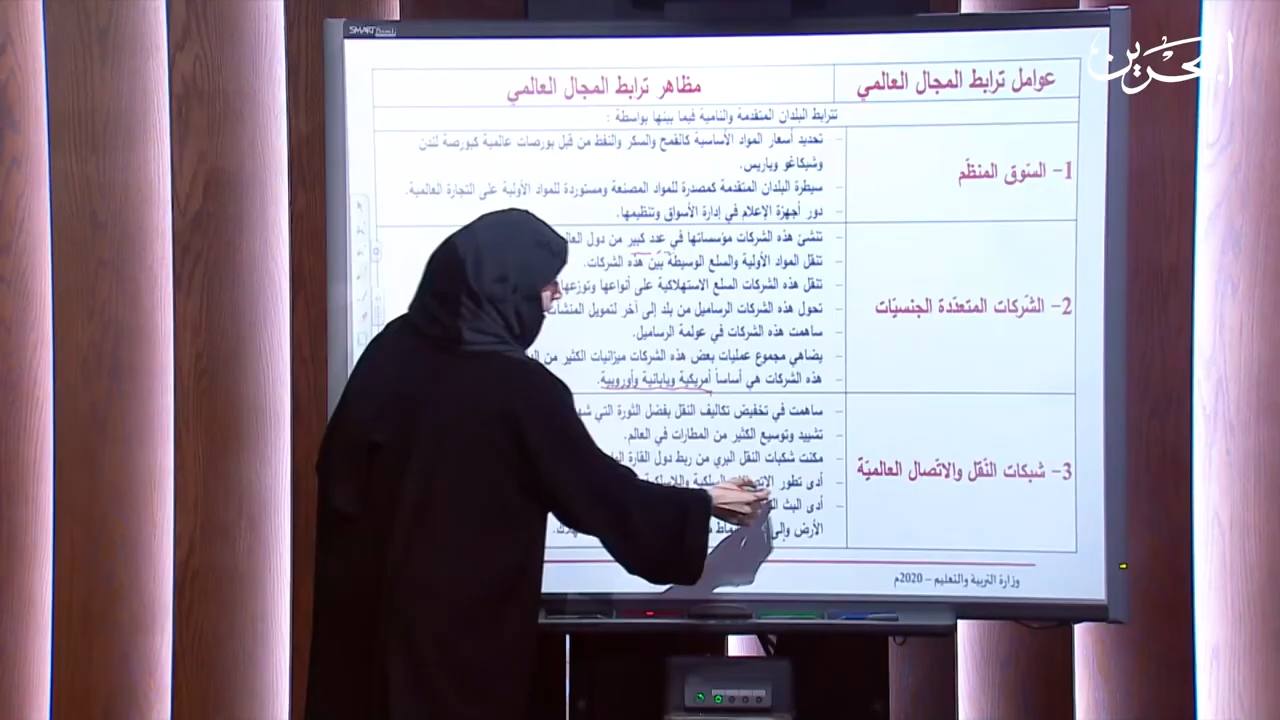 البحرين
SMART
عوامل ترابط المجال العالمي
مظاهر ترابط المجال العالمي
تترابط البلدان المتقدمة والنامية فيما بينها بواسطة :
1- السّوق المنظّم
– تحديد أسعار المواد الأساسية كالقمح والسكر والنفط من قبل بورصات عالمية كبورصة لندن
وشيكاغو وباريس.
– سيطرة البلدان المتقدمة كمصدرة للمواد المصنعة ومستوردة للمواد الأولية على التجارة العالمية.
– دور أجهزة الإعلام في إدارة الأسواق وتنظيمها.
2- الشّركات المتعدّدة الجنسيّات
– تنشئ هذه الشركات مؤسساتها في عدد كبير من دول
– تنقل المواد الأولية والسلع الوسيطة بين هذه الشركات.
– تنقل هذه الشركات السلع الاستهلاكية على أنواعها وتوزعها
– تحول هذه الشركات الرساميل من بلد إلى آخر لتمويل
– ساهمت هذه الشركات في عولمة الرساميل.
– يضاهي مجموع عمليات بعض هذه الشركات ميزانيات الكثير من
– هذه الشركات هي أساساً أمريكية ويابانية وأوروبية.
3- شبكات النّقل والاتّصال العالميّة
– ساهمت في تخفيض تكاليف النقل بفضل الثورة التي
– تشييد وتوسيع الكثير من المطارات في العالم.
– مكنت شبكات النقل البري من ربط دول القارة
– أدى تطور السلكية واللاسلكية
– أدى البث
الأرض وإلى
وزارة التربية والتعليم – 2020م